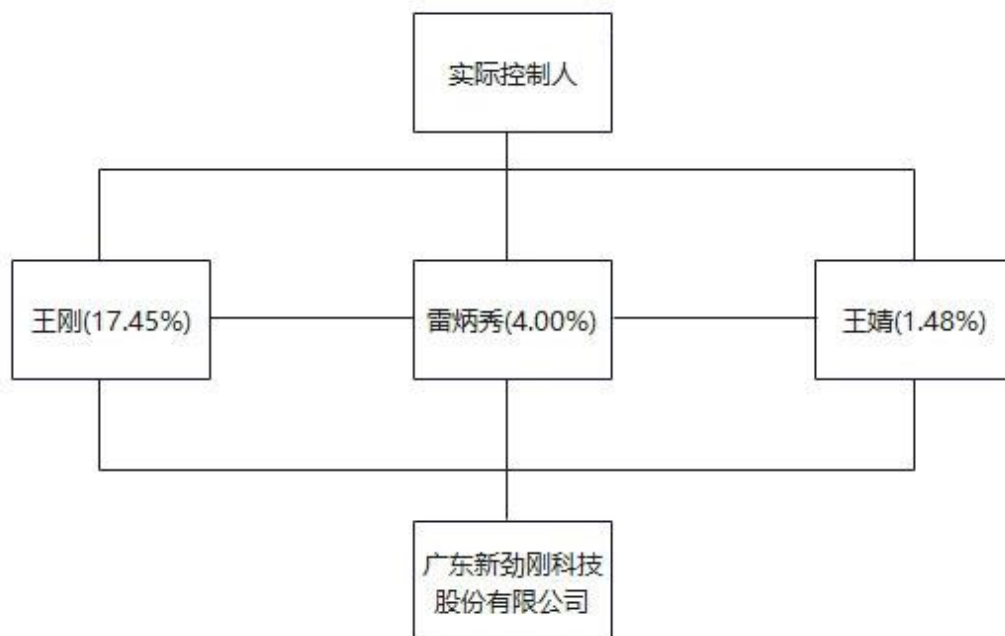 实际控制人
王刚(17.45%)
雷炳秀(4.00%)
王婧(1.48%)
广东新劲刚科技
股份有限公司